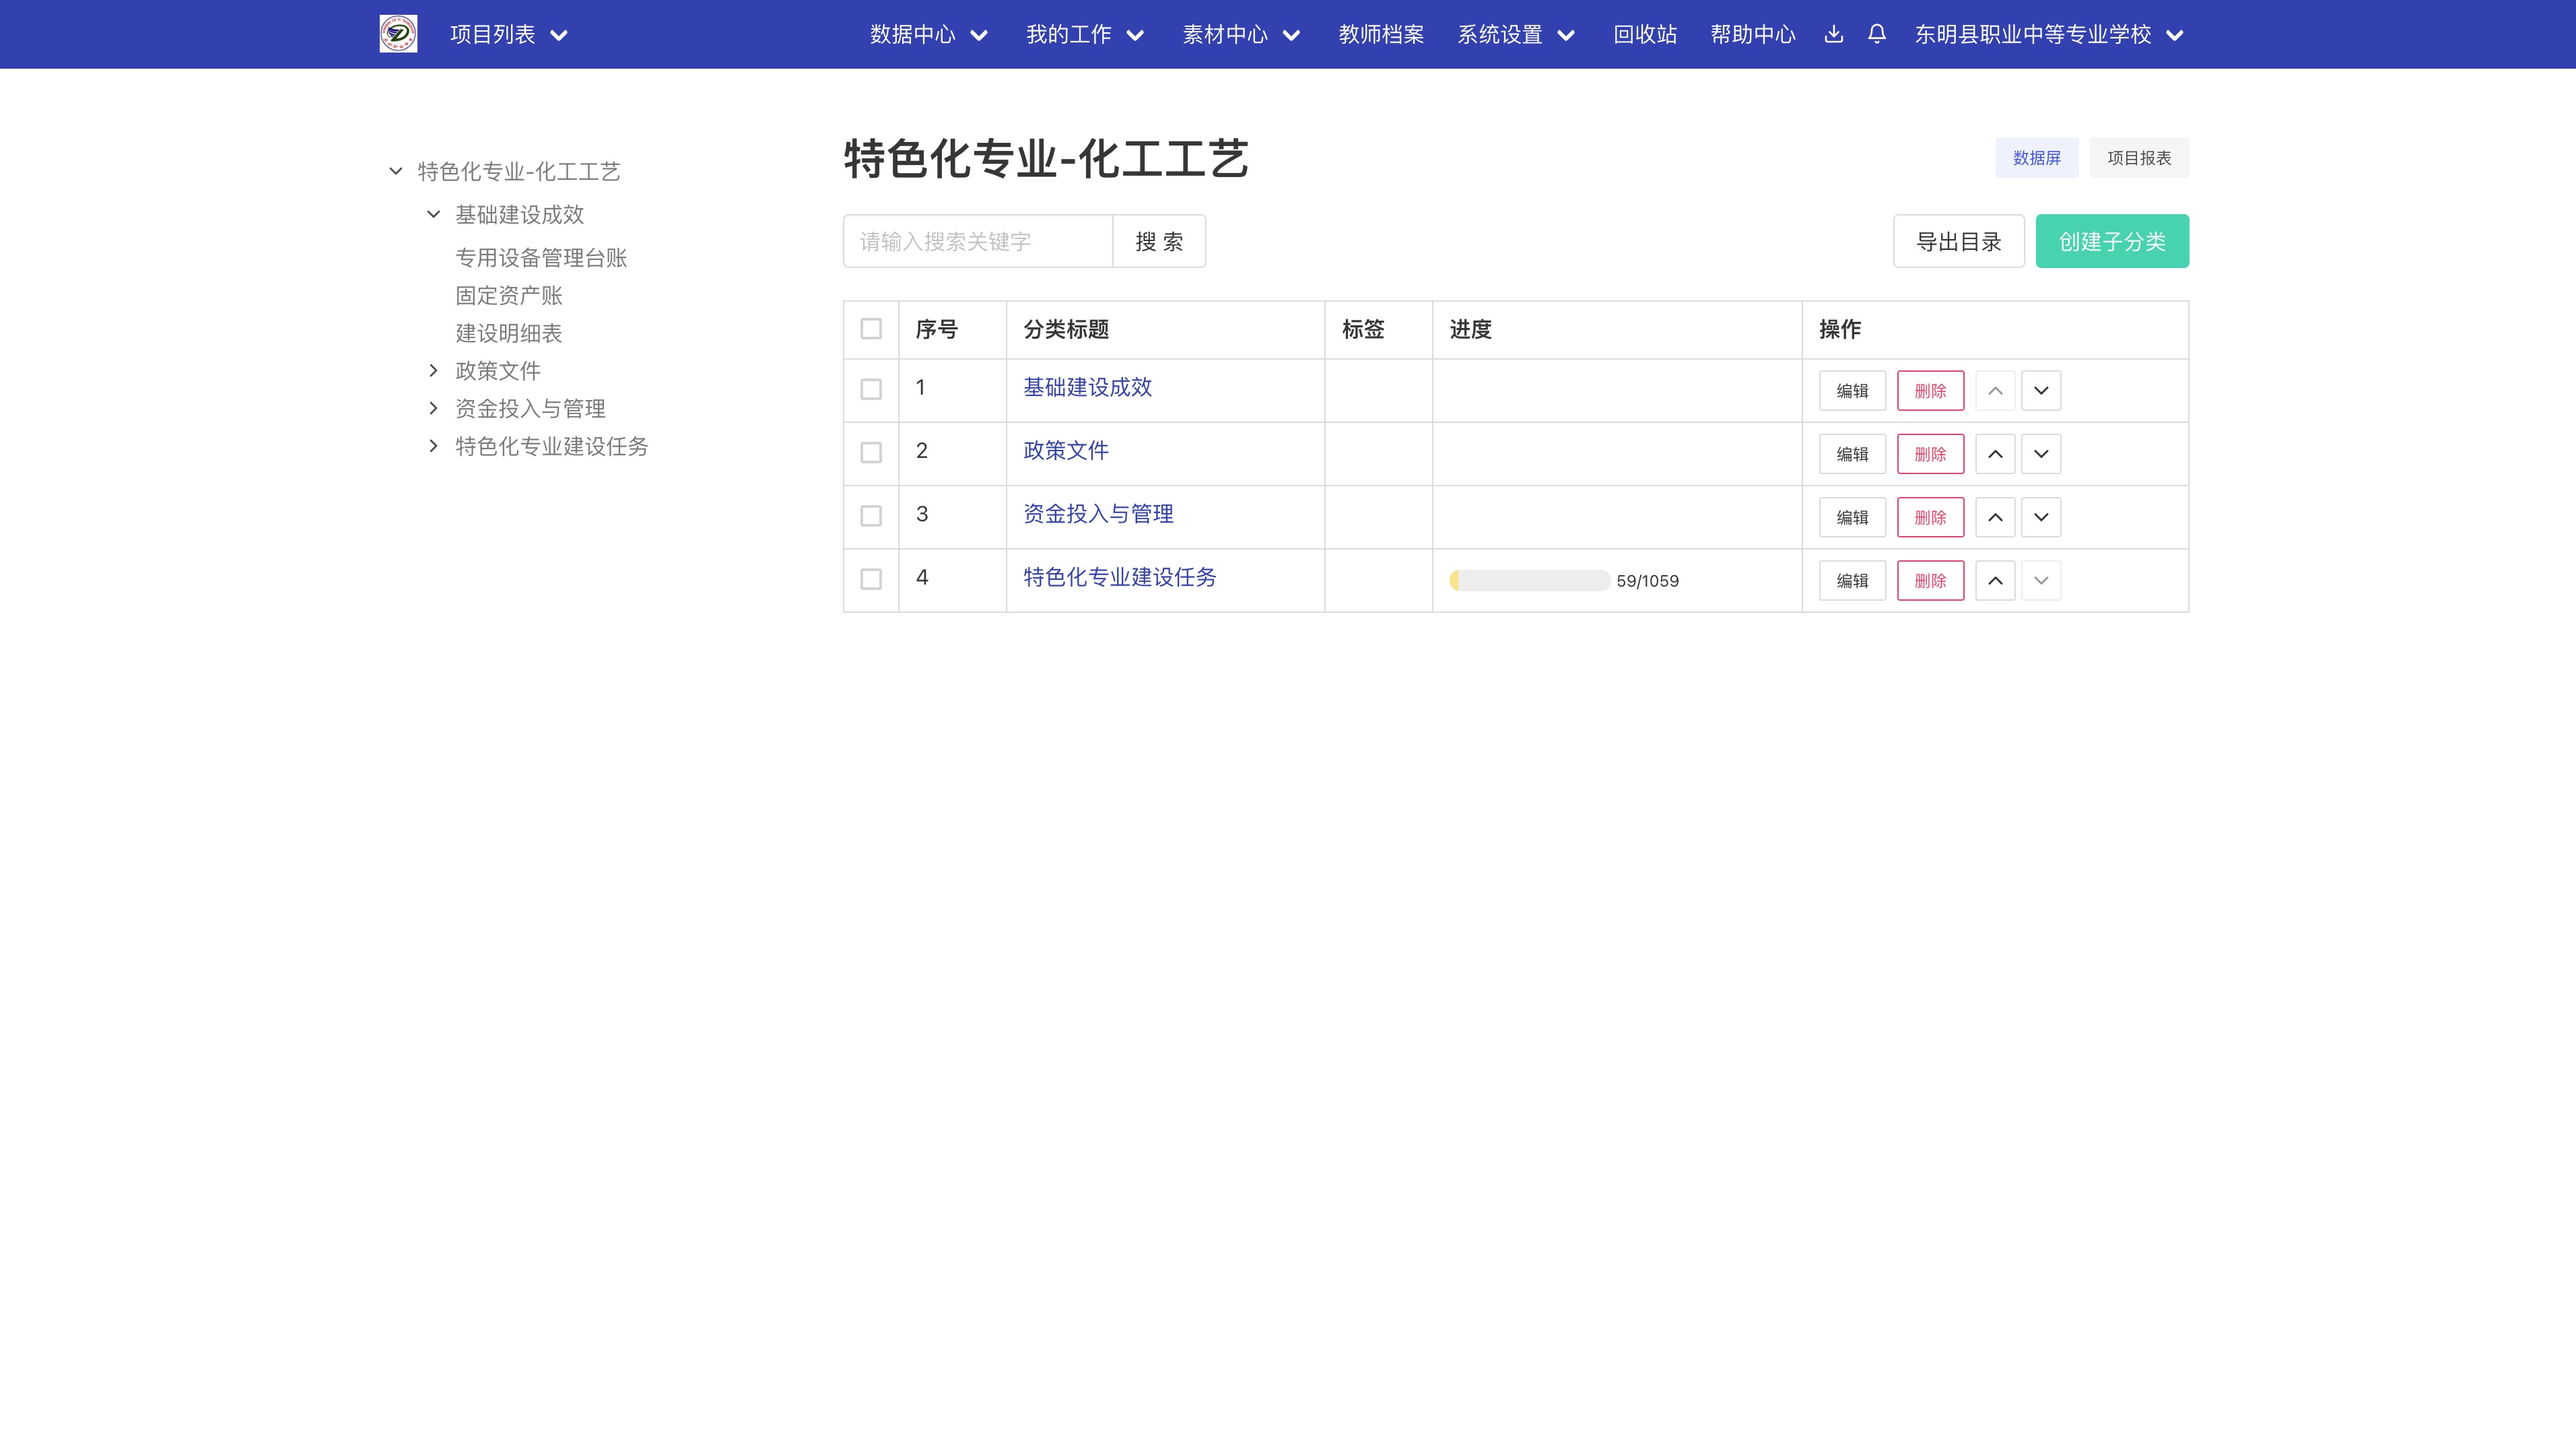 项目列表 数据中心 我的工作 素材中心 教师档案 系统设置 回收站 帮助中心 东明县职业中等专业学校
特色化专业-化工工艺
基础建设成效
专用设备管理台账
固定资产账
建设明细表
政策文件
资金投入与管理
特色化专业建设任务
特色化专业-化工工艺
数据屏 项目报表
请输入搜索关键字 搜 索 导出目录 创建子分类
序号 分类标题 标签 进度 操作
1 基础建设成效 编辑 删除
2 政策文件 编辑 删除
3 资金投入与管理 编辑 删除
4 特色化专业建设任务 59/1059 编辑 删除